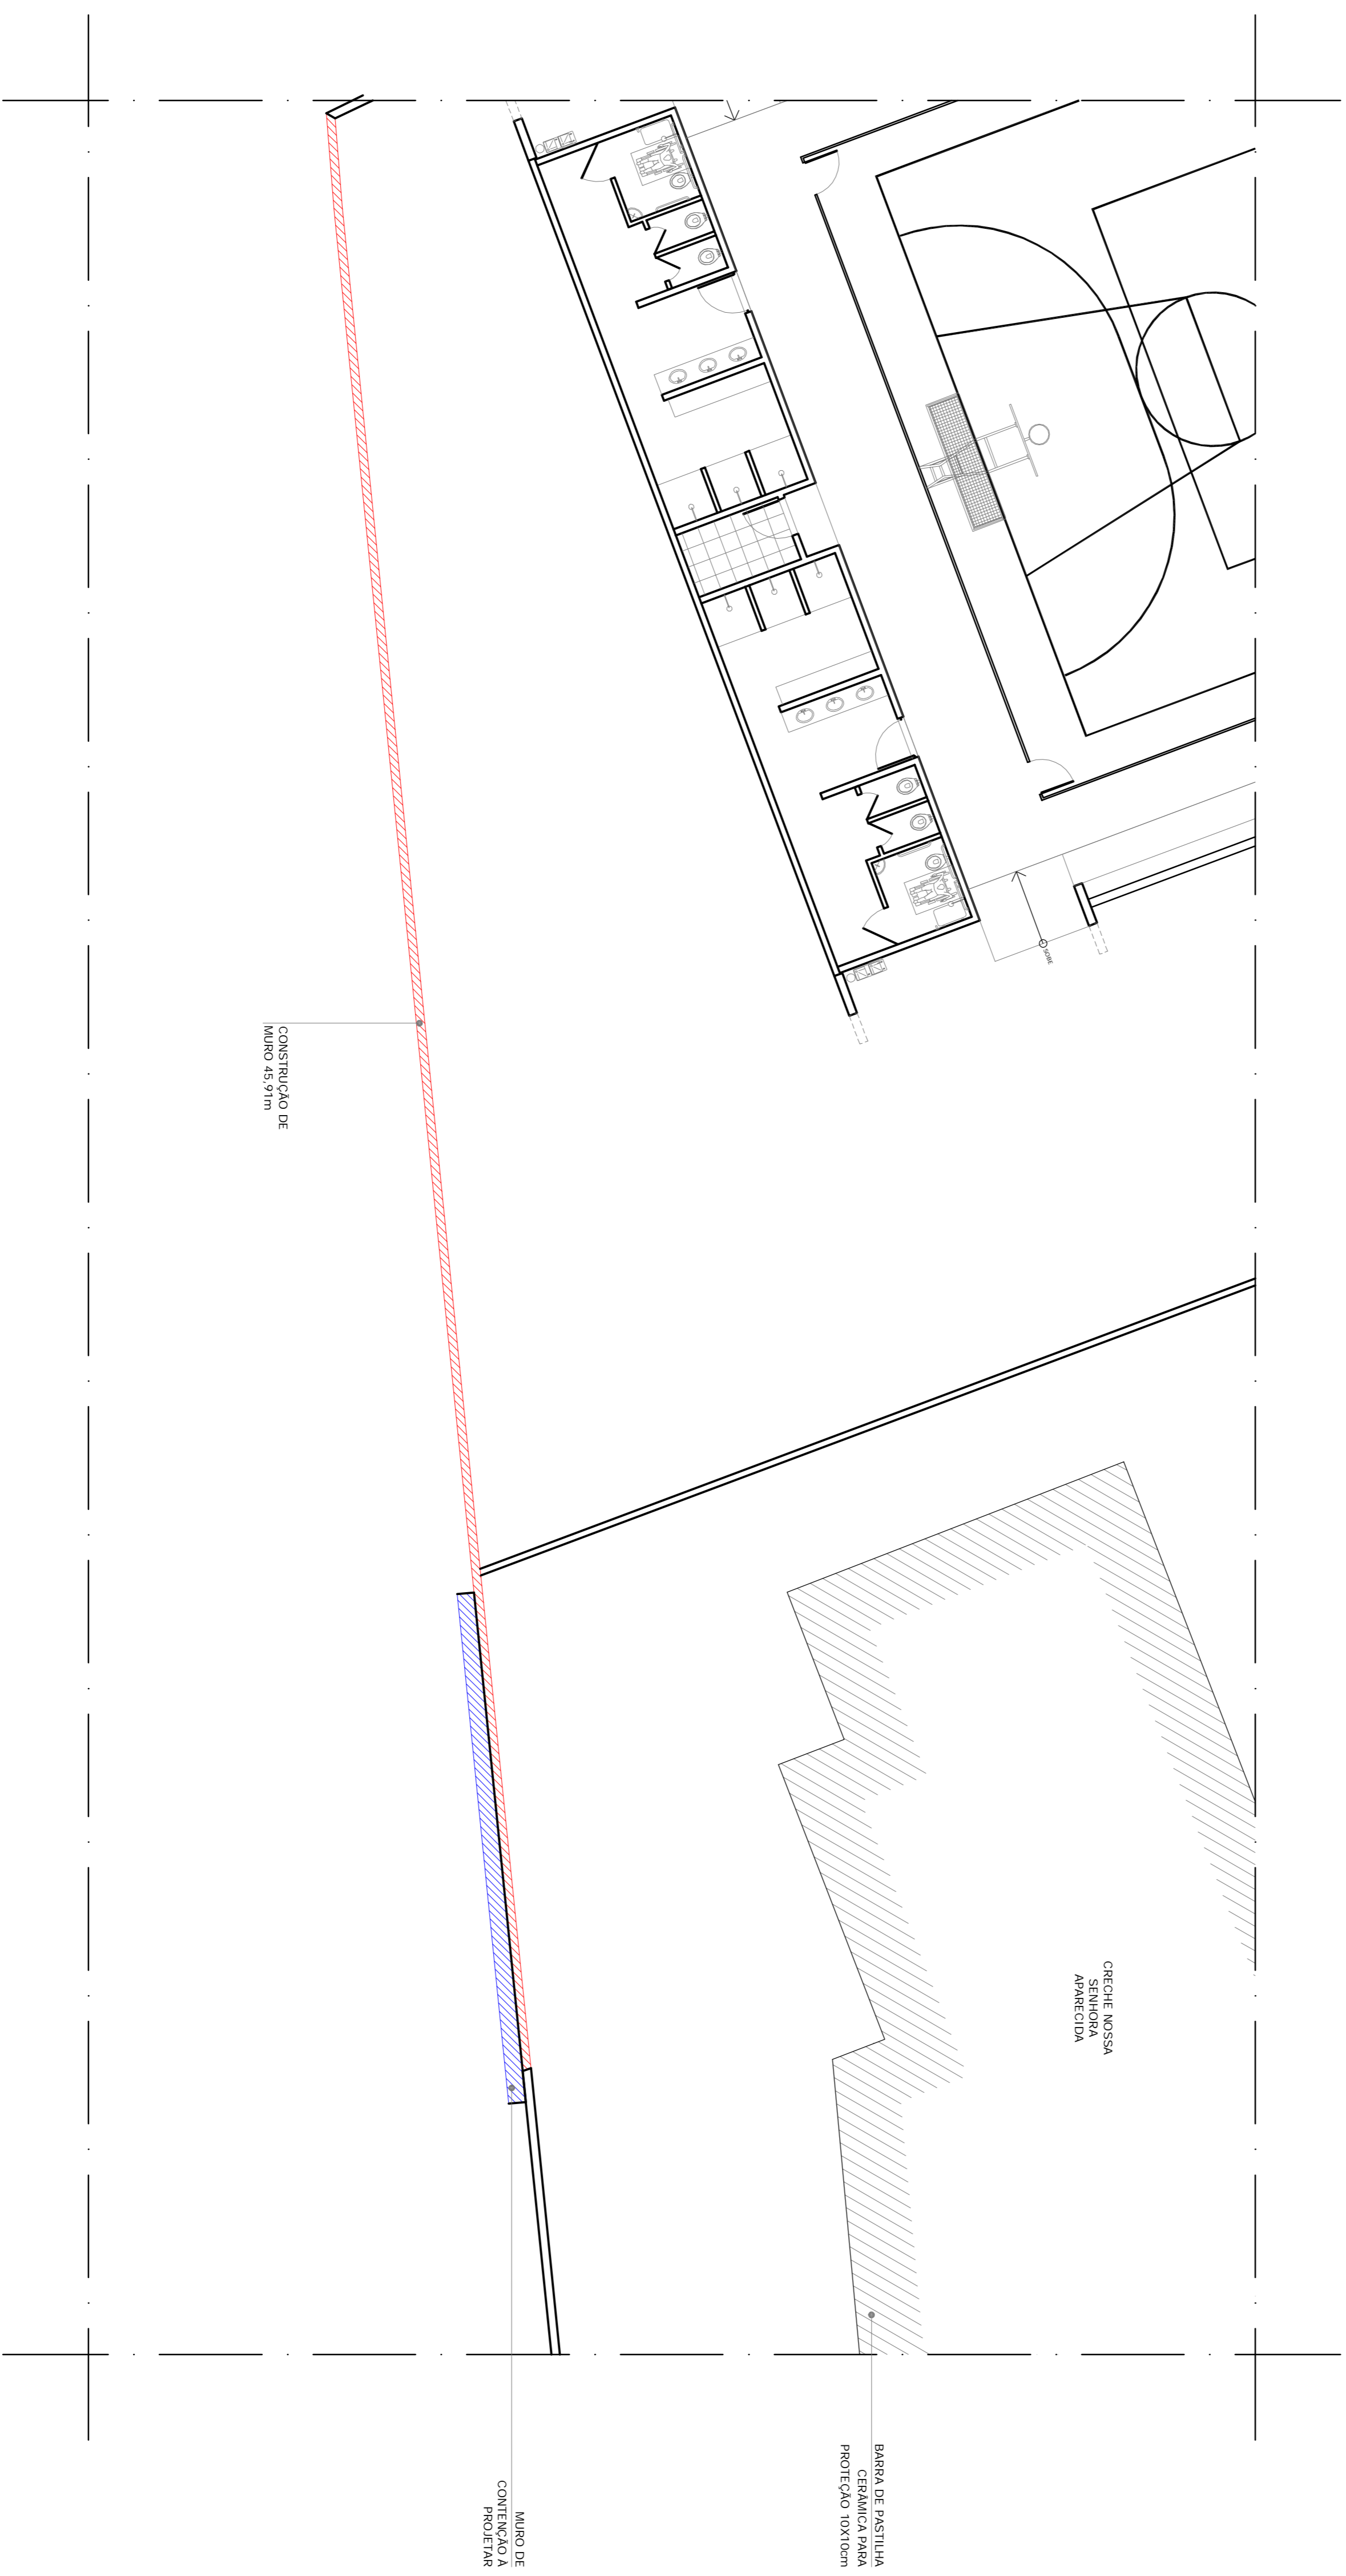 SOBE
CONSTRUÇÃO DE
MURO 45,91m
CRECHE NOSSA
SENHORA
APARECIDA
BARRA DE PASTILHA
CERÂMICA PARA
PROTEÇÃO 10X10cm
MURO DE
CONTENÇÃO À
PROJETAR